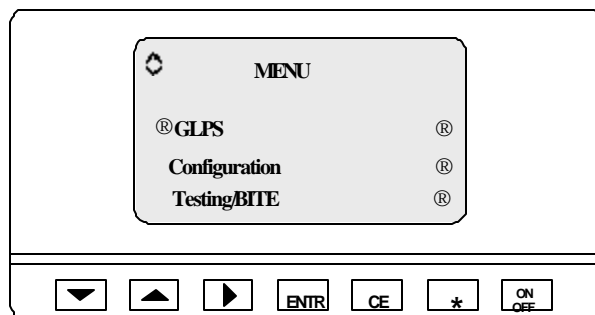 MENU
®GLPS ®
Configuration ®
Testing/BITE ®
ENTR CE * ON
OFF